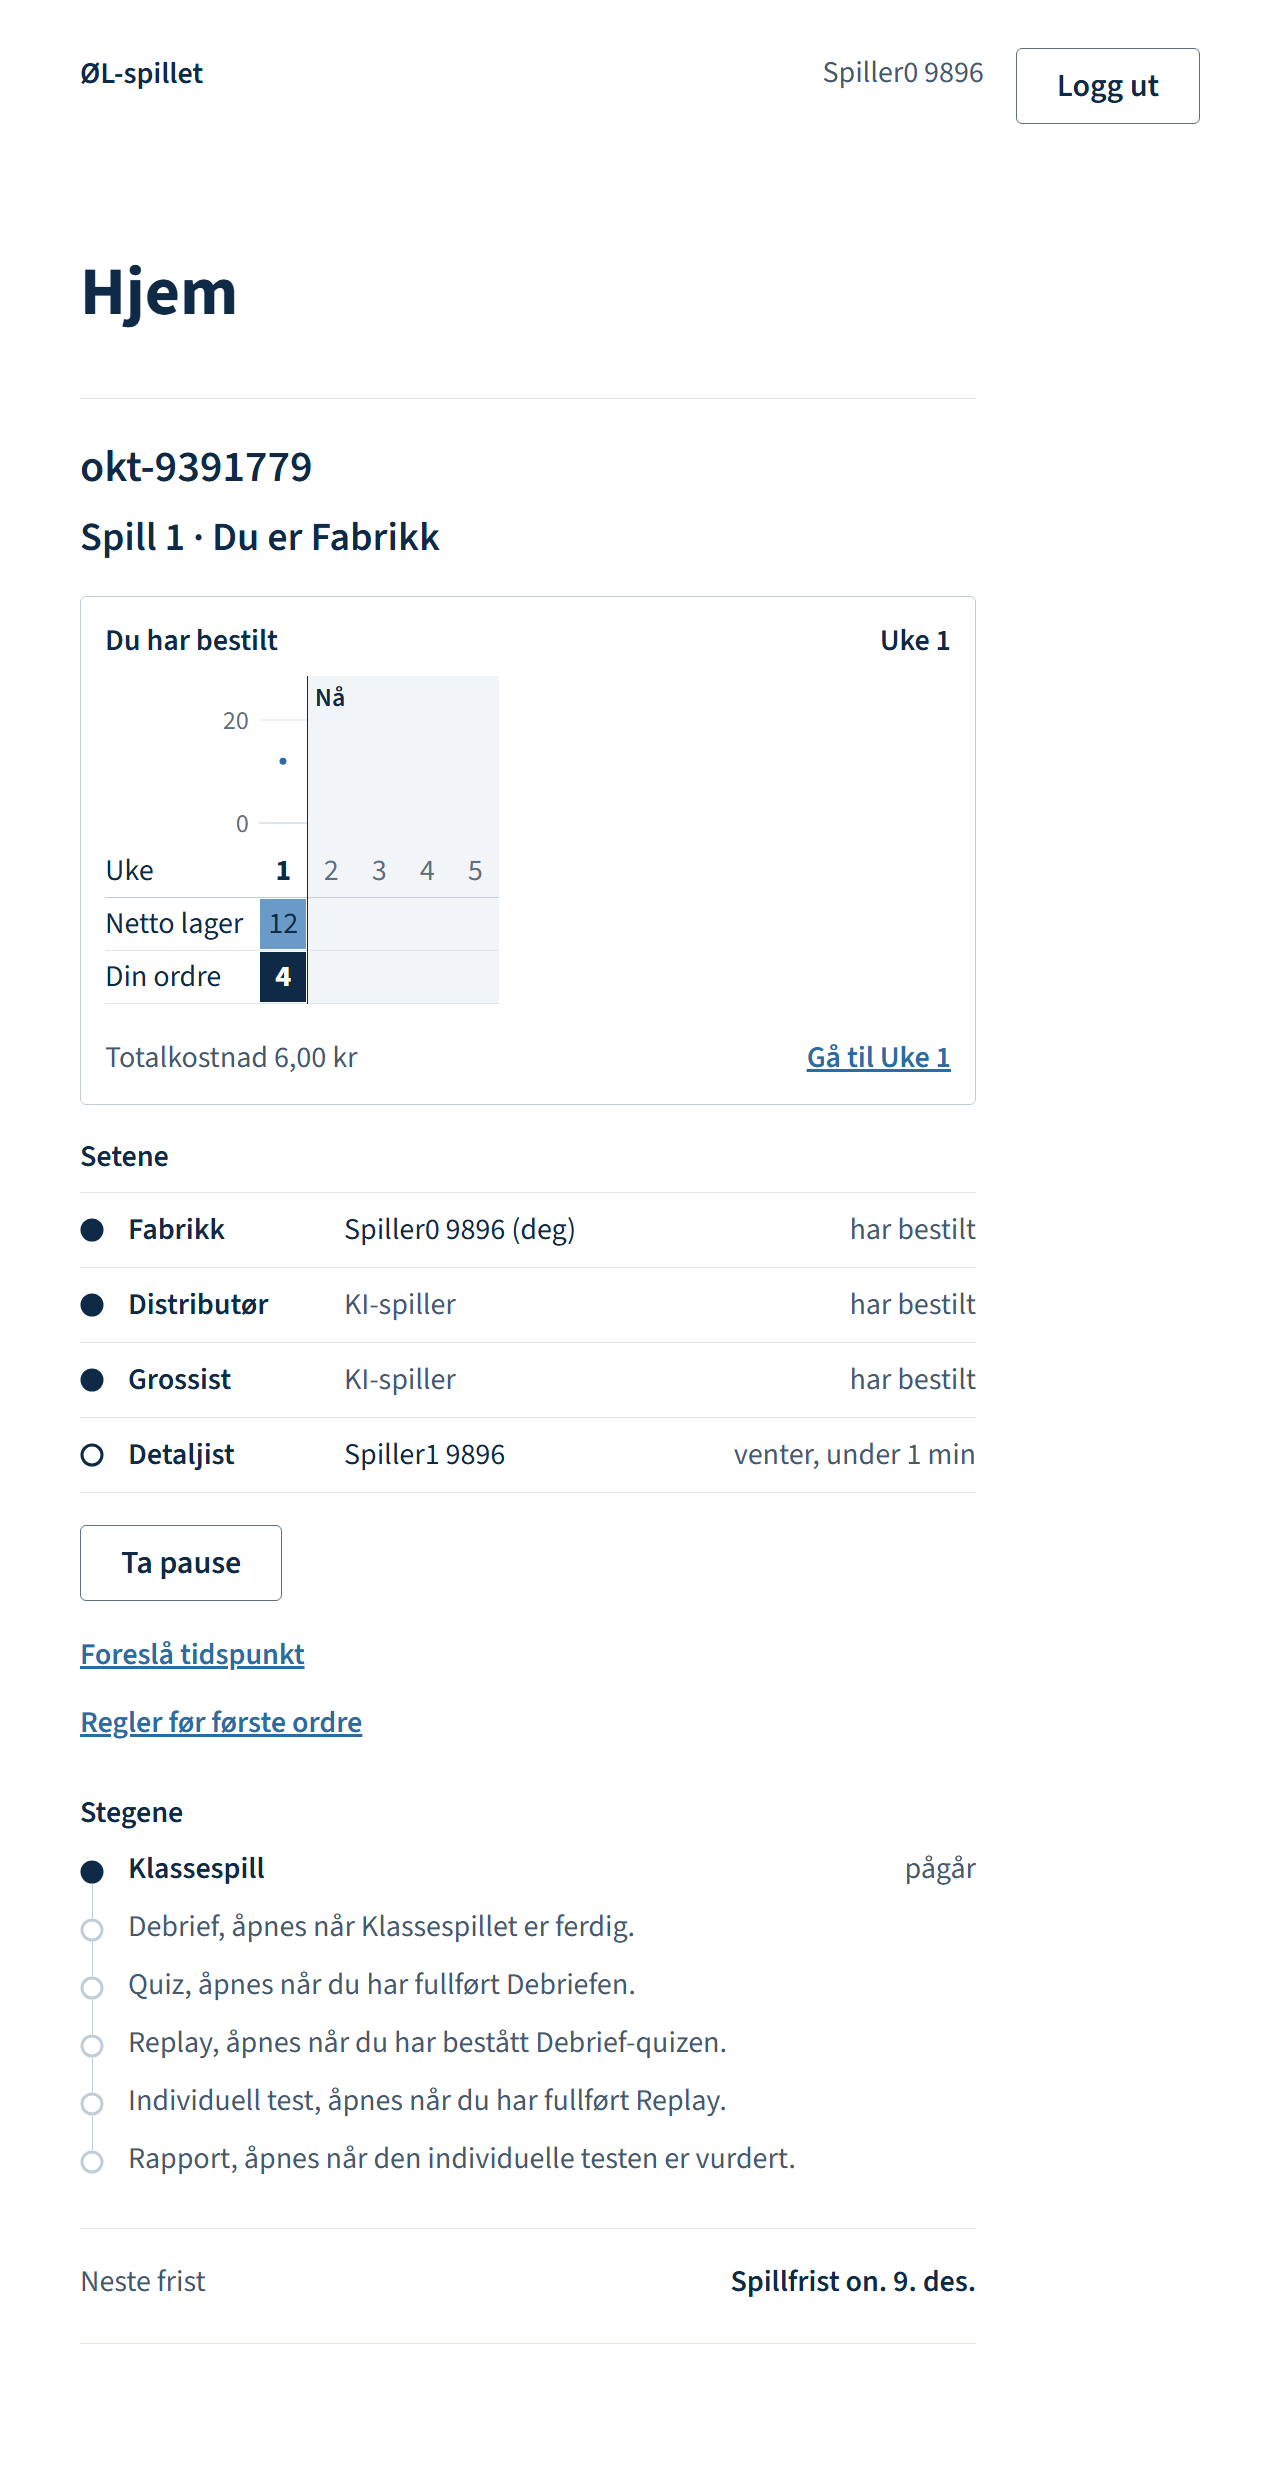 ØL-spillet
Spiller0 9896
Logg ut
Hjem
okt-9391779
Spill 1 · Du er Fabrikk
Du har bestilt
Uke 1
Nå
20
0
Uke 1 2 3 4 5
Netto lager 12
Din ordre 4
Totalkostnad 6,00 kr
Gå til Uke 1
Setene
Fabrikk Spiller0 9896 (deg) har bestilt
Distributør KI-spiller har bestilt
Grossist KI-spiller har bestilt
Detaljist Spiller1 9896 venter, under 1 min
Ta pause
Foreslå tidspunkt
Regler før første ordre
Stegene
Klassespill pågår
Debrief, åpnes når Klassespillet er ferdig.
Quiz, åpnes når du har fullført Debriefen.
Replay, åpnes når du har bestått Debrief-quizen.
Individuell test, åpnes når du har fullført Replay.
Rapport, åpnes når den individuelle testen er vurdert.
Neste frist Spillfrist on. 9. des.